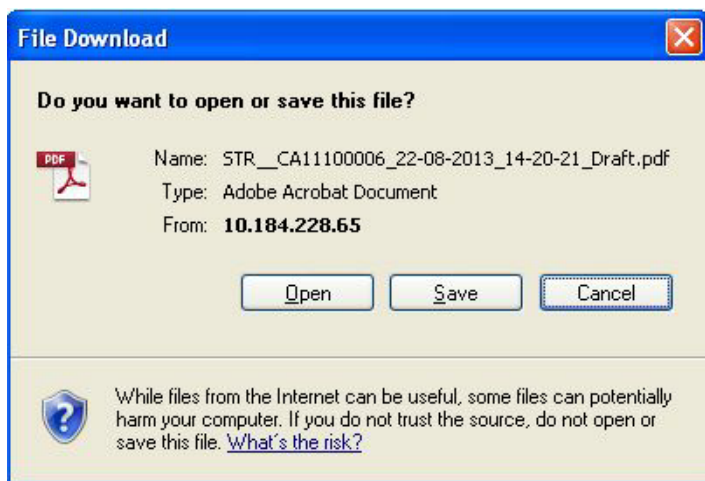 File Download
Do you want to open or save this file?
PDF
Name: STR__CA11100006_22-08-2013_14-20-21_Draft.pdf
Type: Adobe Acrobat Document
From: 10.184.228.65
Open Save Cancel
While files from the Internet can be useful, some files can potentially
harm your computer. If you do not trust the source, do not open or
save this file. What's the risk?